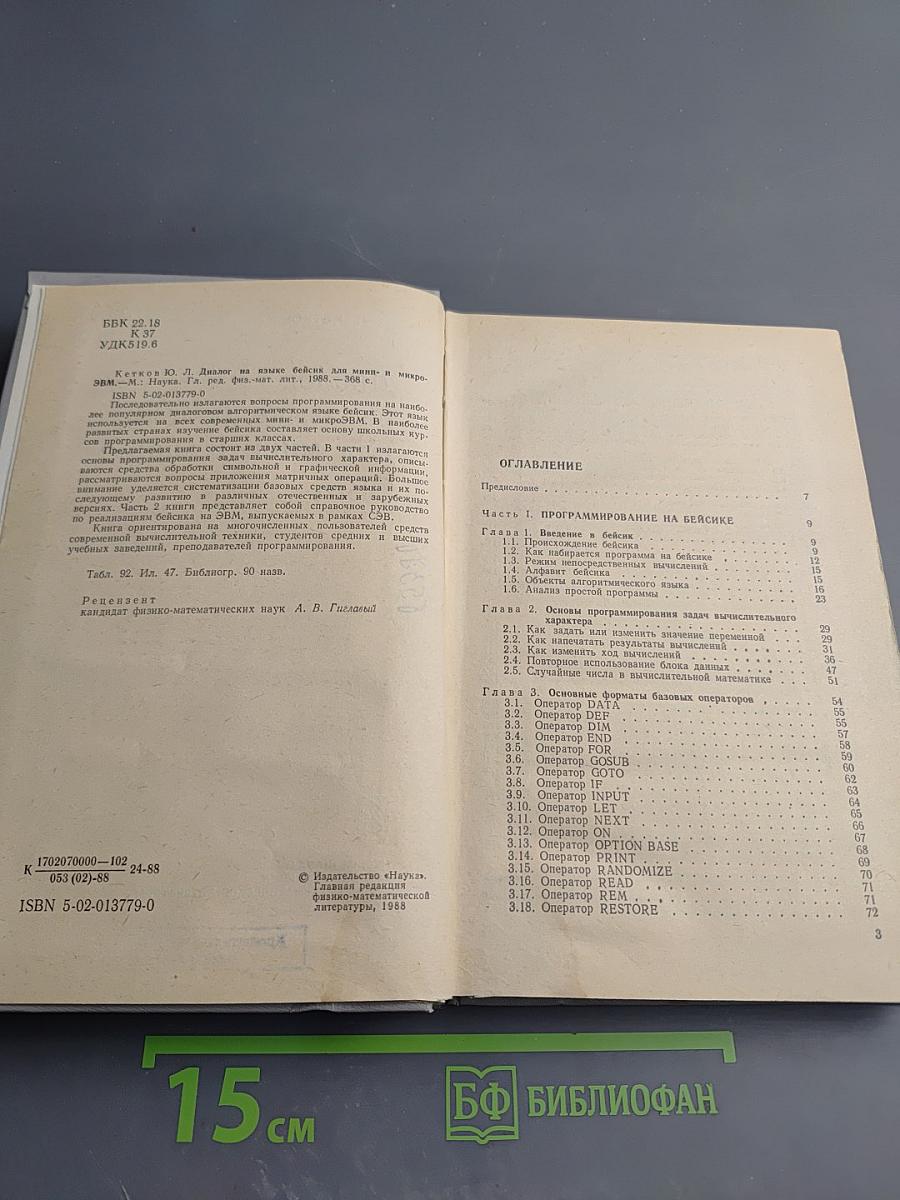 ББК 22.18
К 37
УДК519.6
Кетков Ю. Л. Диалог на языке бейсик для мини- и микро-
ЭВМ.—М.: Наука. Гл. ред. физ.-мат. лит., 1988.—368 с.
ISBN 5-02-013779-0
Последовательно излагаются вопросы программирования на наибо-
лее популярном диалоговом алгоритмическом языке бейсик. Этот язык
используется на всех современных мини- и микроЭВМ. В наиболее
развитых странах изучение бейсика составляет основу школьных кур-
сов программирования в старших классах.
Предлагаемая книга состоит из двух частей. В части 1 излагаются
основы программирования задач вычислительного характера, описы-
ваются средства обработки символьной и графической информации,
рассматриваются вопросы приложения матричных операций. Большое
внимание уделяется систематизации базовых средств языка и их по-
следующему развитию в различных отечественных и зарубежных
версиях. Часть 2 книги представляет собой справочное руководство
по реализациям бейсика на ЭВМ, выпускаемых в рамках СЭВ.
Книга ориентирована на многочисленных пользователей средств
современной вычислительной техники, студентов средних и высших
учебных заведений, преподавателей программирования.
Табл. 92. Ил. 47. Библиогр. 90 назв.
Рецензент
кандидат физико-математических наук А. В. Гиглавый
К 1702070000—102 / 053 (02)-88 24-88
ISBN 5-02-013779-0
© Издательство «Наука».
Главная редакция
физико-математической
литературы, 1988
ОГЛАВЛЕНИЕ
Предисловие . . . . . . . . . . . . . . . . . . . . 7
Часть 1. ПРОГРАММИРОВАНИЕ НА БЕЙСИКЕ 9
Глава 1. Введение в бейсик . . . . . . . . . . . . 9
1.1. Происхождение бейсика . . . . . . . . . . . 9
1.2. Как набирается программа на бейсике . . . . 12
1.3. Режим непосредственных вычислений . . . . . 15
1.4. Алфавит бейсика . . . . . . . . . . . . . . 15
1.5. Объекты алгоритмического языка . . . . . . 16
1.6. Анализ простой программы . . . . . . . . . 23
Глава 2. Основы программирования задач вычислительного
характера . . . . . . . . . . . . . . . 29
2.1. Как задать или изменить значение переменной . . . 29
2.2. Как напечатать результаты вычислений . . . . . 31
2.3. Как изменить ход вычислений . . . . . . . . 36
2.4. Повторное использование блока данных . . . . . 47
2.5. Случайные числа в вычислительной математике . . . 51
Глава 3. Основные форматы базовых операторов . . . . 54
3.1. Оператор DATA . . . . . . . . . . . . . . . 55
3.2. Оператор DEF . . . . . . . . . . . . . . . 55
3.3. Оператор DIM . . . . . . . . . . . . . . . 57
3.4. Оператор END . . . . . . . . . . . . . . . 58
3.5. Оператор FOR . . . . . . . . . . . . . . . 59
3.6. Оператор GOSUB . . . . . . . . . . . . . . 60
3.7. Оператор GOTO . . . . . . . . . . . . . . . 62
3.8. Оператор IF . . . . . . . . . . . . . . . . 63
3.9. Оператор INPUT . . . . . . . . . . . . . . 64
3.10. Оператор LET . . . . . . . . . . . . . . . 65
3.11. Оператор NEXT . . . . . . . . . . . . . . 66
3.12. Оператор ON . . . . . . . . . . . . . . . 67
3.13. Оператор OPTION BASE . . . . . . . . . . . 68
3.14. Оператор PRINT . . . . . . . . . . . . . . 69
3.15. Оператор RANDOMIZE . . . . . . . . . . . . 70
3.16. Оператор READ . . . . . . . . . . . . . . 71
3.17. Оператор REM . . . . . . . . . . . . . . . 71
3.18. Оператор RESTORE . . . . . . . . . . . . . 72
3
15 см
БФ БИБЛИОФАН